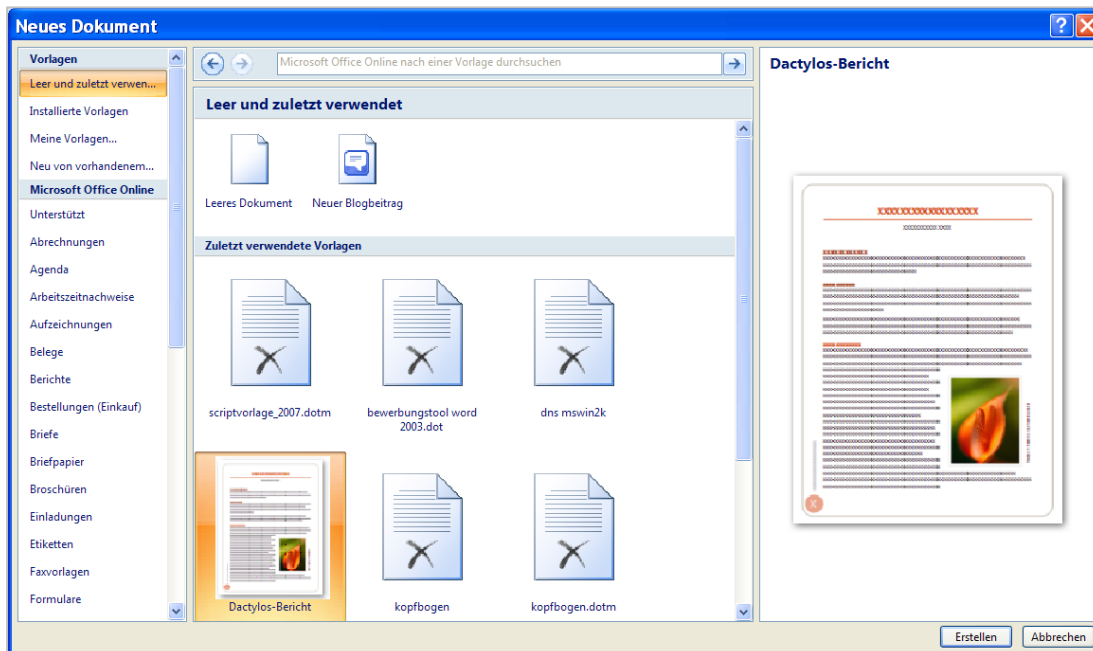 Neues Dokument
Vorlagen
Leer und zuletzt verwen...
Installierte Vorlagen
Meine Vorlagen...
Neu von vorhandenem...
Microsoft Office Online
Unterstützt
Abrechnungen
Agenda
Arbeitszeitnachweise
Aufzeichnungen
Belege
Berichte
Bestellungen (Einkauf)
Briefe
Briefpapier
Broschüren
Einladungen
Etiketten
Faxvorlagen
Formulare
Microsoft Office Online nach einer Vorlage durchsuchen
Leer und zuletzt verwendet
Leeres Dokument
Neuer Blogbeitrag
Zuletzt verwendete Vorlagen
scriptvorlage_2007.dotm
bewerbungstool word
2003.dot
dns mswin2k
Dactylos-Bericht
kopfbogen
kopfbogen.dotm
Dactylos-Bericht
Erstellen
Abbrechen